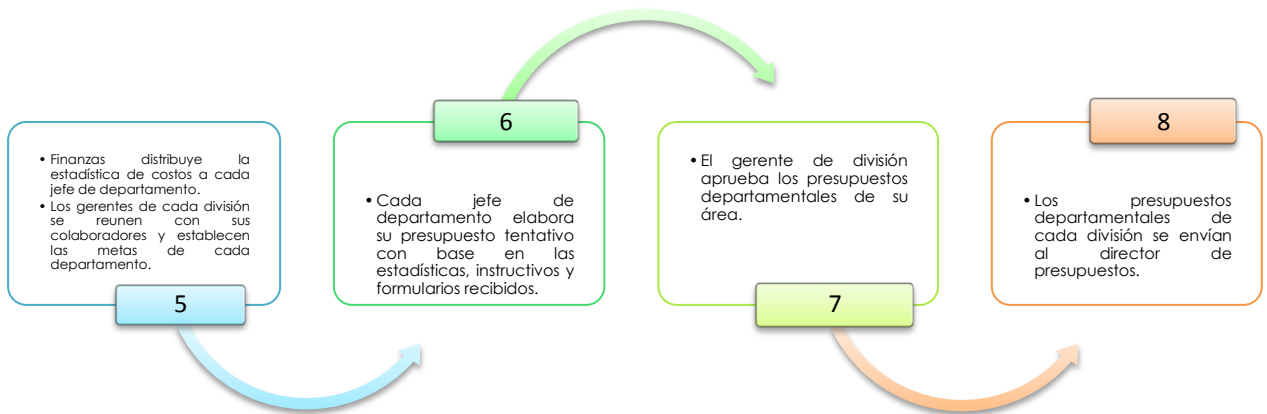 5
• Finanzas distribuye la
estadística de costos a cada
jefe de departamento.
• Los gerentes de cada división
se reunen con sus
colaboradores y establecen
las metas de cada
departamento.
6
• Cada jefe de
departamento elabora
su presupuesto tentativo
con base en las
estadísticas, instructivos y
formularios recibidos.
7
• El gerente de división
aprueba los presupuestos
departamentales de su
área.
8
• Los presupuestos
departamentales de
cada división se envían
al director de
presupuestos.